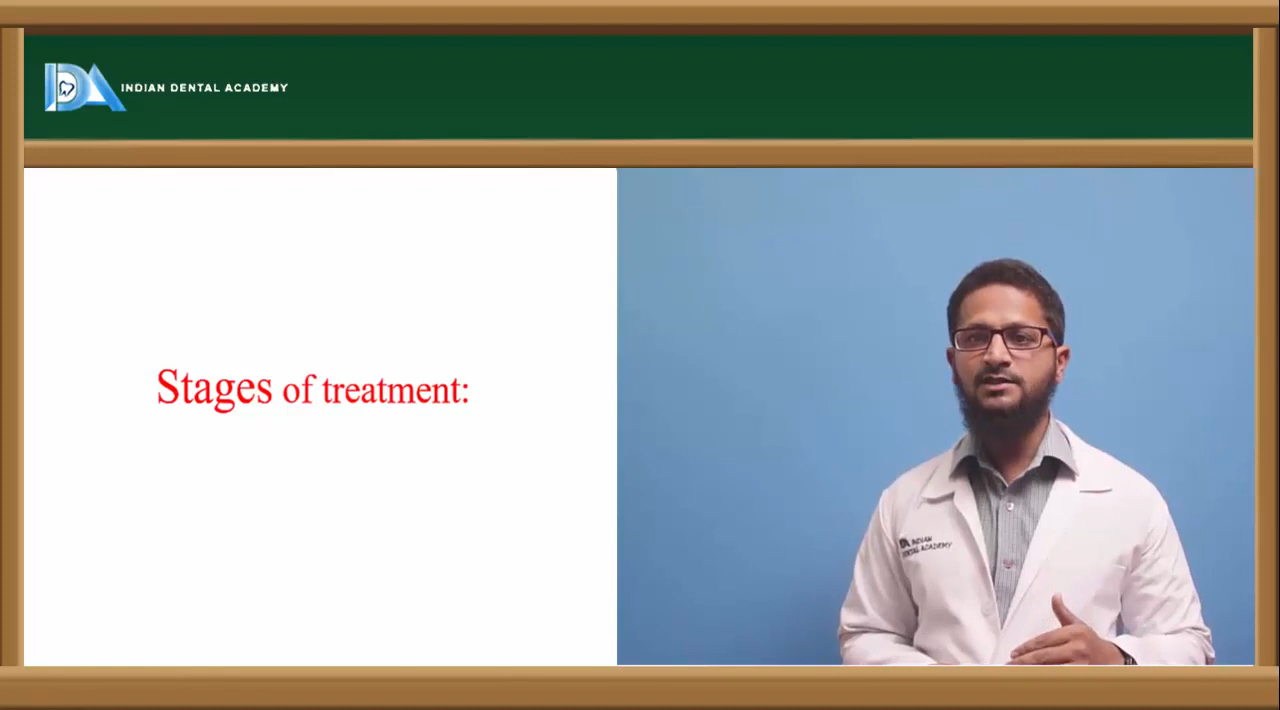 INDIAN DENTAL ACADEMY
Stages of treatment:
INDIAN
DENTAL ACADEMY